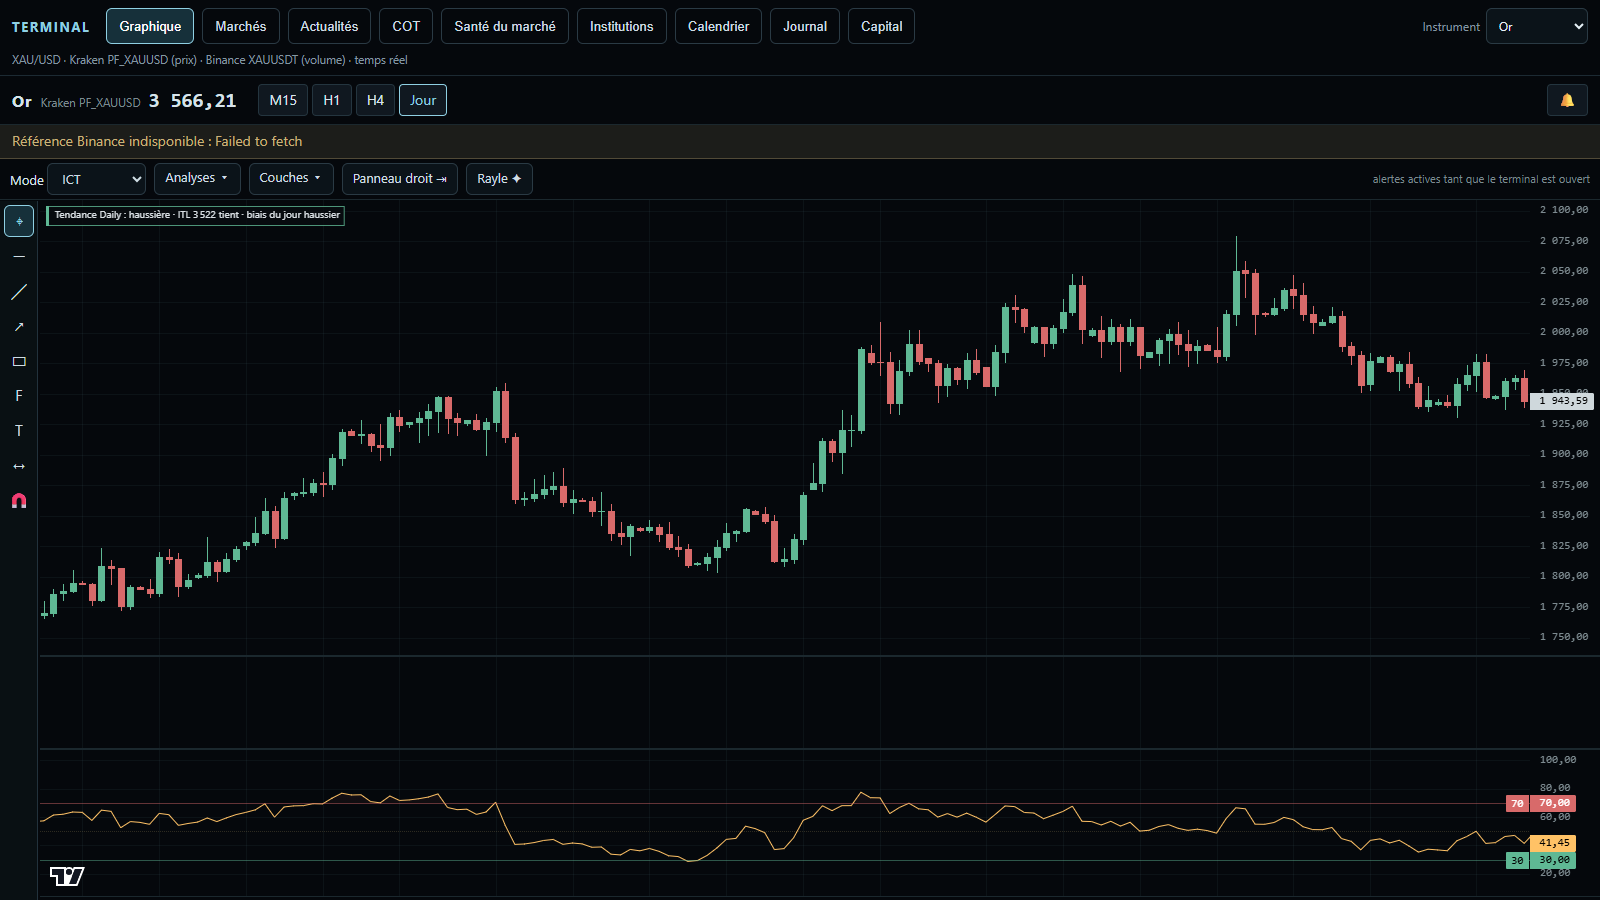 TERMINAL Graphique Marchés Actualités COT Santé du marché Institutions Calendrier Journal Capital Instrument Or
XAU/USD · Kraken PF_XAUUSD (prix) · Binance XAUUSDT (volume) · temps réel
Or Kraken PF_XAUUSD 3 566,21 M15 H1 H4 Jour
Référence Binance indisponible : Failed to fetch
Mode ICT Analyses Couches Panneau droit ⇥ Rayle ✦ alertes actives tant que le terminal est ouvert
Tendance Daily : haussière · ITL 3 522 tient · biais du jour haussier
F
T
2 100,00
2 075,00
2 050,00
2 025,00
2 000,00
1 975,00
1 950,00
1 943,59
1 925,00
1 900,00
1 875,00
1 850,00
1 825,00
1 800,00
1 775,00
1 750,00
100,00
80,00
70 70,00
60,00
41,45
30 30,00
20,00